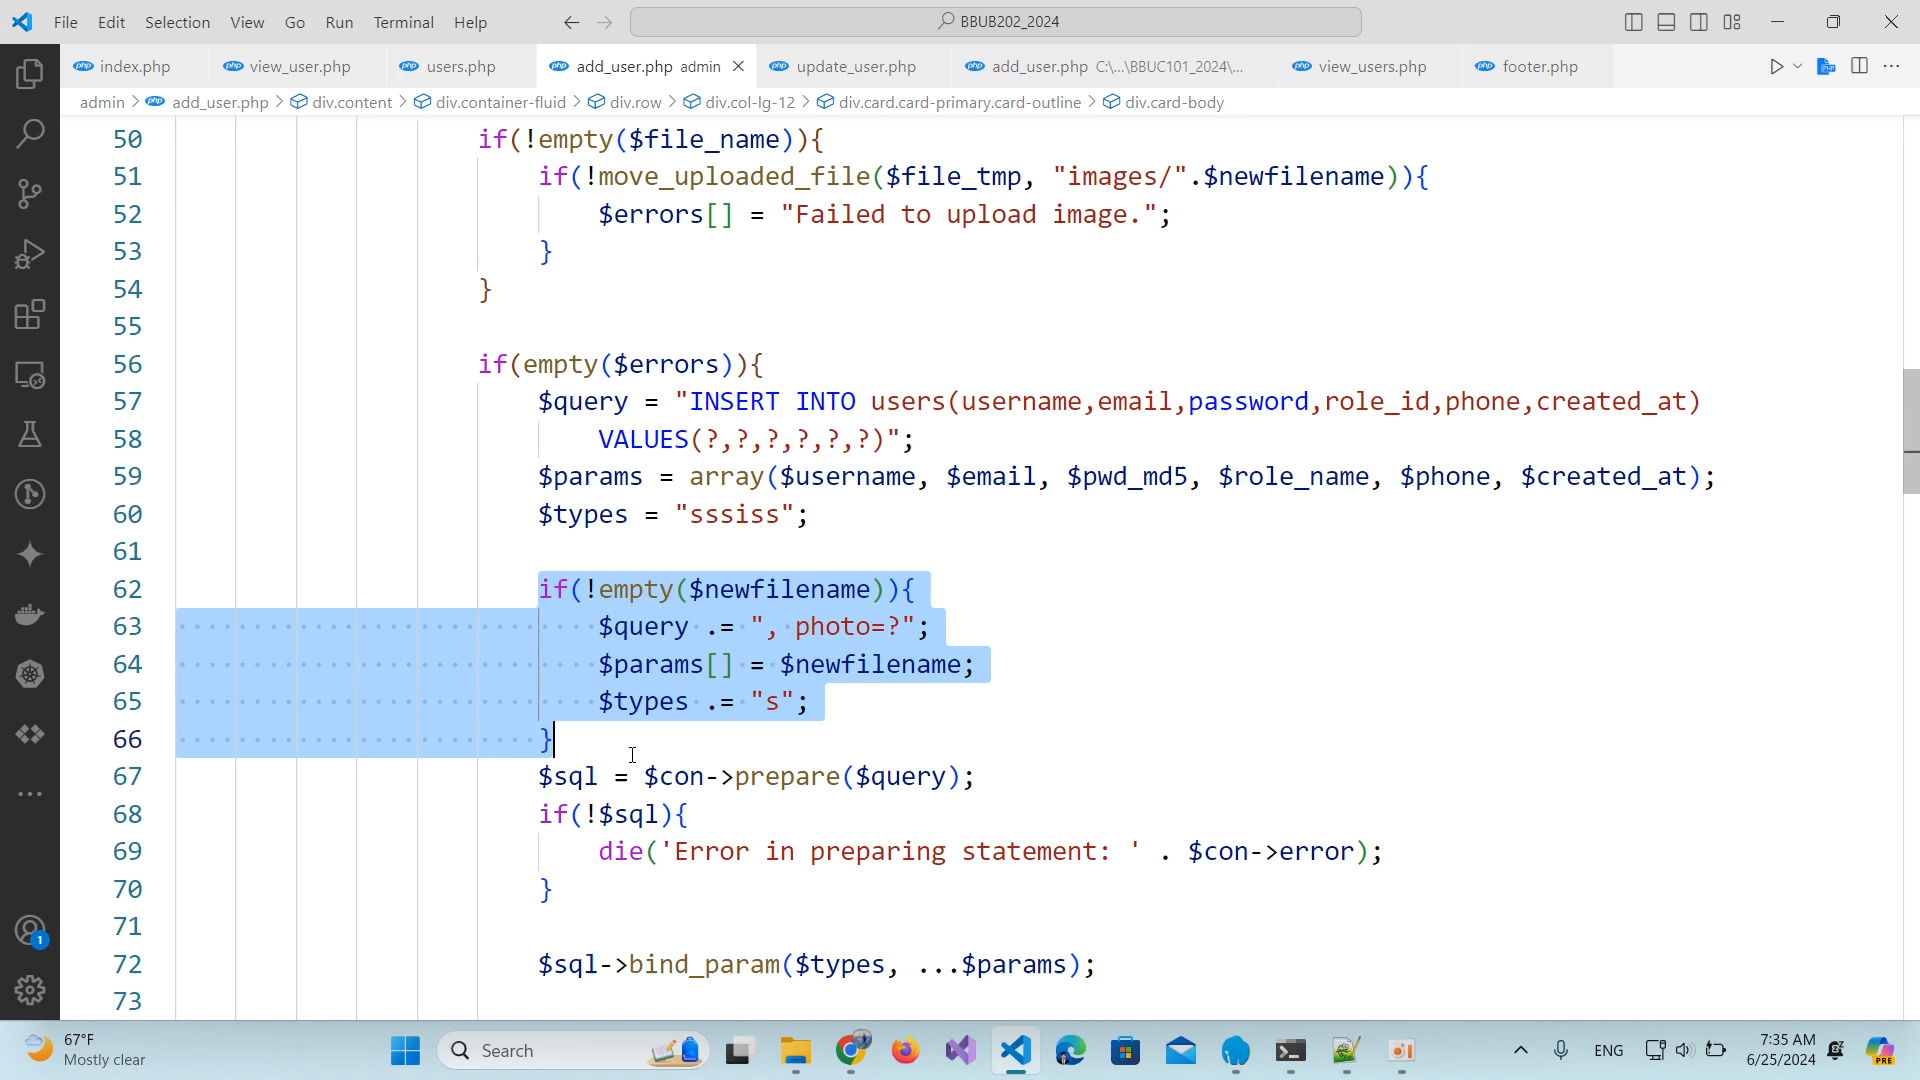 File Edit Selection View Go Run Terminal Help BBUB202_2024
index.php view_user.php users.php add_user.php admin update_user.php add_user.php C:\...\BBUC101_2024\... view_users.php footer.php
admin > add_user.php > div.content > div.container-fluid > div.row > div.col-lg-12 > div.card.card-primary.card-outline > div.card-body
50 if(!empty($file_name)){
51 if(!move_uploaded_file($file_tmp, "images/".$newfilename)){
52 $errors[] = "Failed to upload image.";
53 }
54 }
55
56 if(empty($errors)){
57 $query = "INSERT INTO users(username,email,password,role_id,phone,created_at)
58 VALUES(?,?,?,?,?,?)";
59 $params = array($username, $email, $pwd_md5, $role_name, $phone, $created_at);
60 $types = "sssiss";
61
62 if(!empty($newfilename)){
63 $query .= ", photo=?";
64 $params[] = $newfilename;
65 $types .= "s";
66 }
67 $sql = $con->prepare($query);
68 if(!$sql){
69 die('Error in preparing statement: ' . $con->error);
70 }
71
72 $sql->bind_param($types, ...$params);
73
1
67°F
Mostly clear
Search
ENG
7:35 AM
6/25/2024
PRE